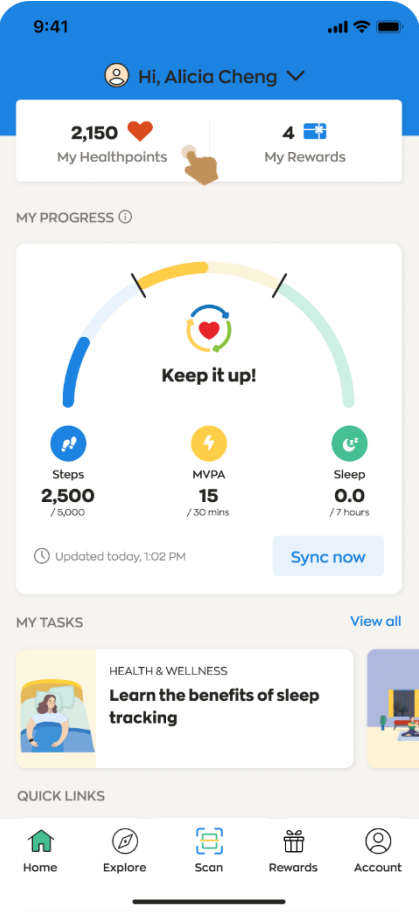 9:41
Hi, Alicia Cheng
2,150
My Healthpoints
4
My Rewards
MY PROGRESS
Keep it up!
Steps
2,500
/ 5,000
MVPA
15
/ 30 mins
Sleep
0.0
/ 7 hours
Updated today, 1:02 PM
Sync now
MY TASKS
View all
HEALTH & WELLNESS
Learn the benefits of sleep
tracking
QUICK LINKS
Home
Explore
Scan
Rewards
Account